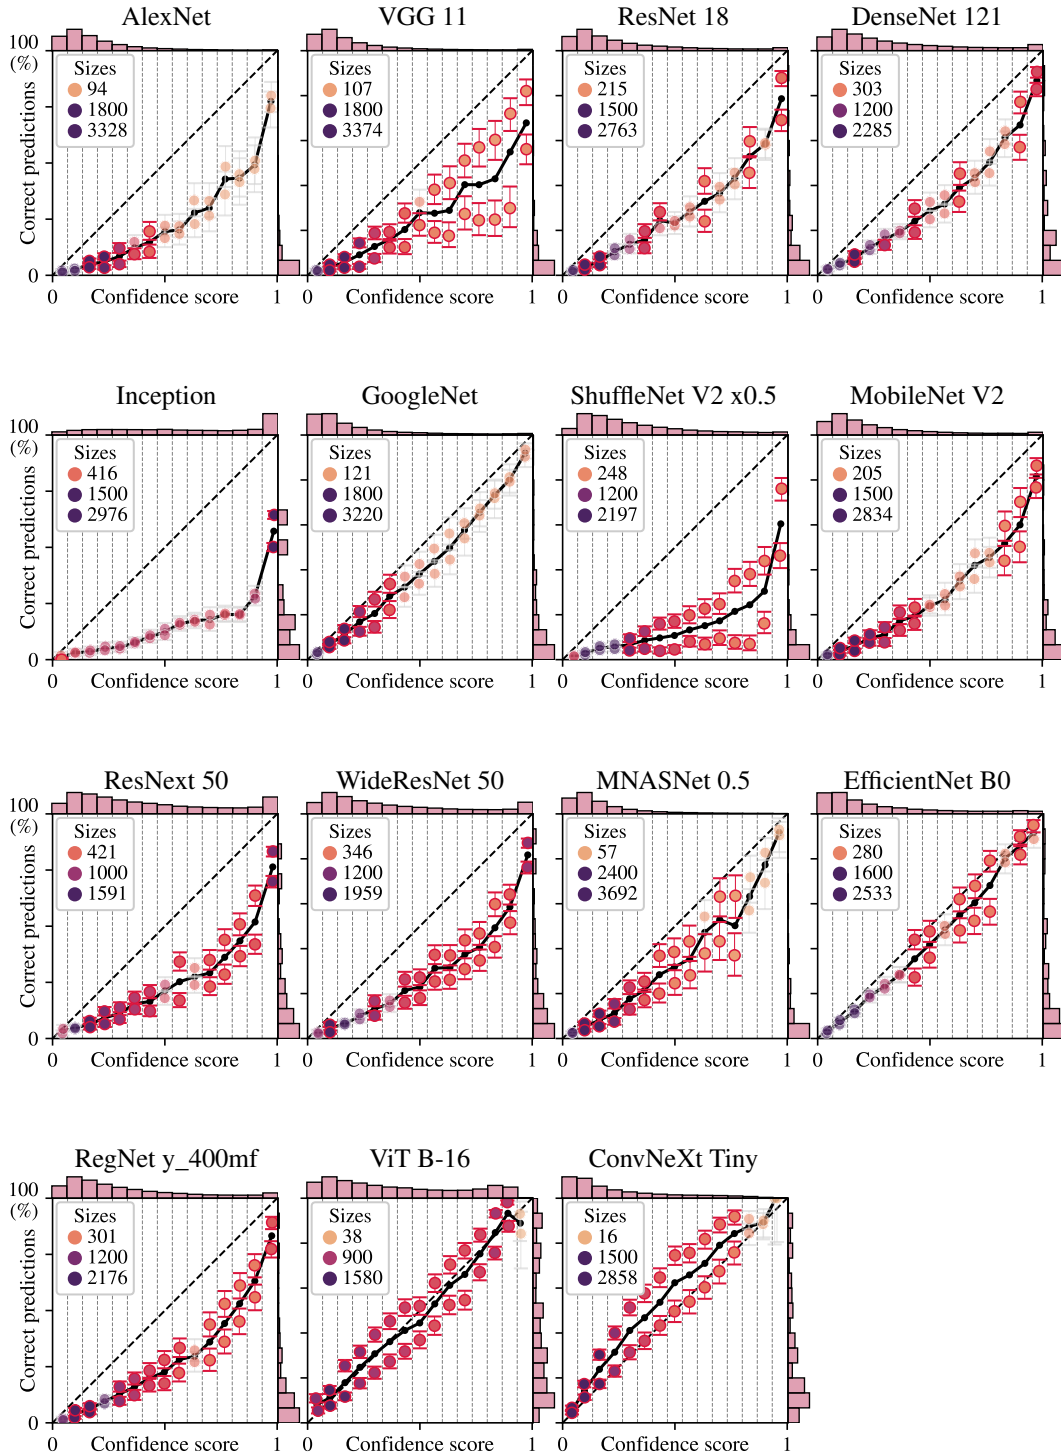 AlexNet VGG 11 ResNet 18 DenseNet 121
100
(%)
Correct predictions
Sizes
94
1800
3328
Sizes
107
1800
3374
Sizes
215
1500
2763
Sizes
303
1200
2285
0
0 Confidence score 1
0 Confidence score 1
0 Confidence score 1
0 Confidence score 1
Inception GoogleNet ShuffleNet V2 x0.5 MobileNet V2
100
(%)
Correct predictions
Sizes
416
1500
2976
Sizes
121
1800
3220
Sizes
248
1200
2197
Sizes
205
1500
2834
0
0 Confidence score 1
0 Confidence score 1
0 Confidence score 1
0 Confidence score 1
ResNext 50 WideResNet 50 MNASNet 0.5 EfficientNet B0
100
(%)
Correct predictions
Sizes
421
1000
1591
Sizes
346
1200
1959
Sizes
57
2400
3692
Sizes
280
1600
2533
0
0 Confidence score 1
0 Confidence score 1
0 Confidence score 1
0 Confidence score 1
RegNet y_400mf ViT B-16 ConvNeXt Tiny
100
(%)
Correct predictions
Sizes
301
1200
2176
Sizes
38
900
1580
Sizes
16
1500
2858
0
0 Confidence score 1
0 Confidence score 1
0 Confidence score 1